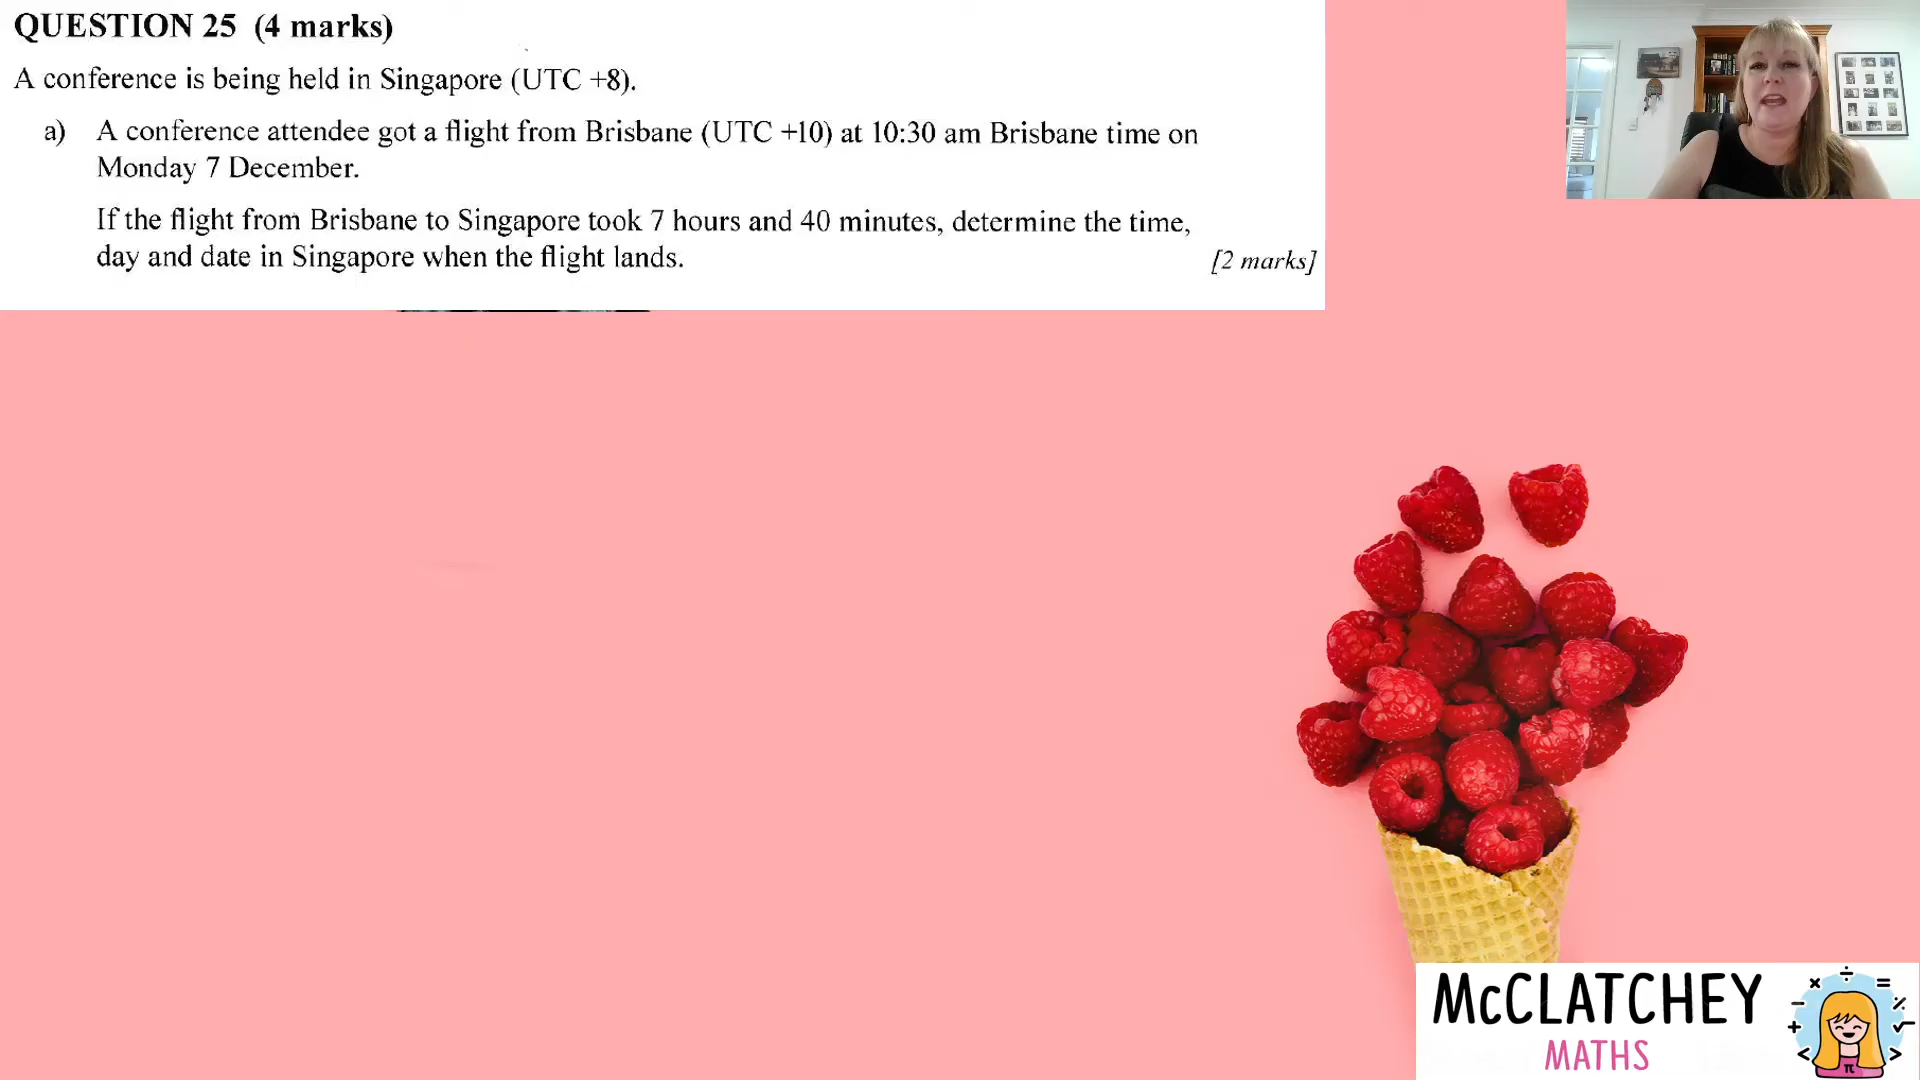 QUESTION 25 (4 marks)
A conference is being held in Singapore (UTC +8).
a) A conference attendee got a flight from Brisbane (UTC +10) at 10:30 am Brisbane time on
Monday 7 December.
If the flight from Brisbane to Singapore took 7 hours and 40 minutes, determine the time,
day and date in Singapore when the flight lands.
[2 marks]
McCLATCHEY
MATHS